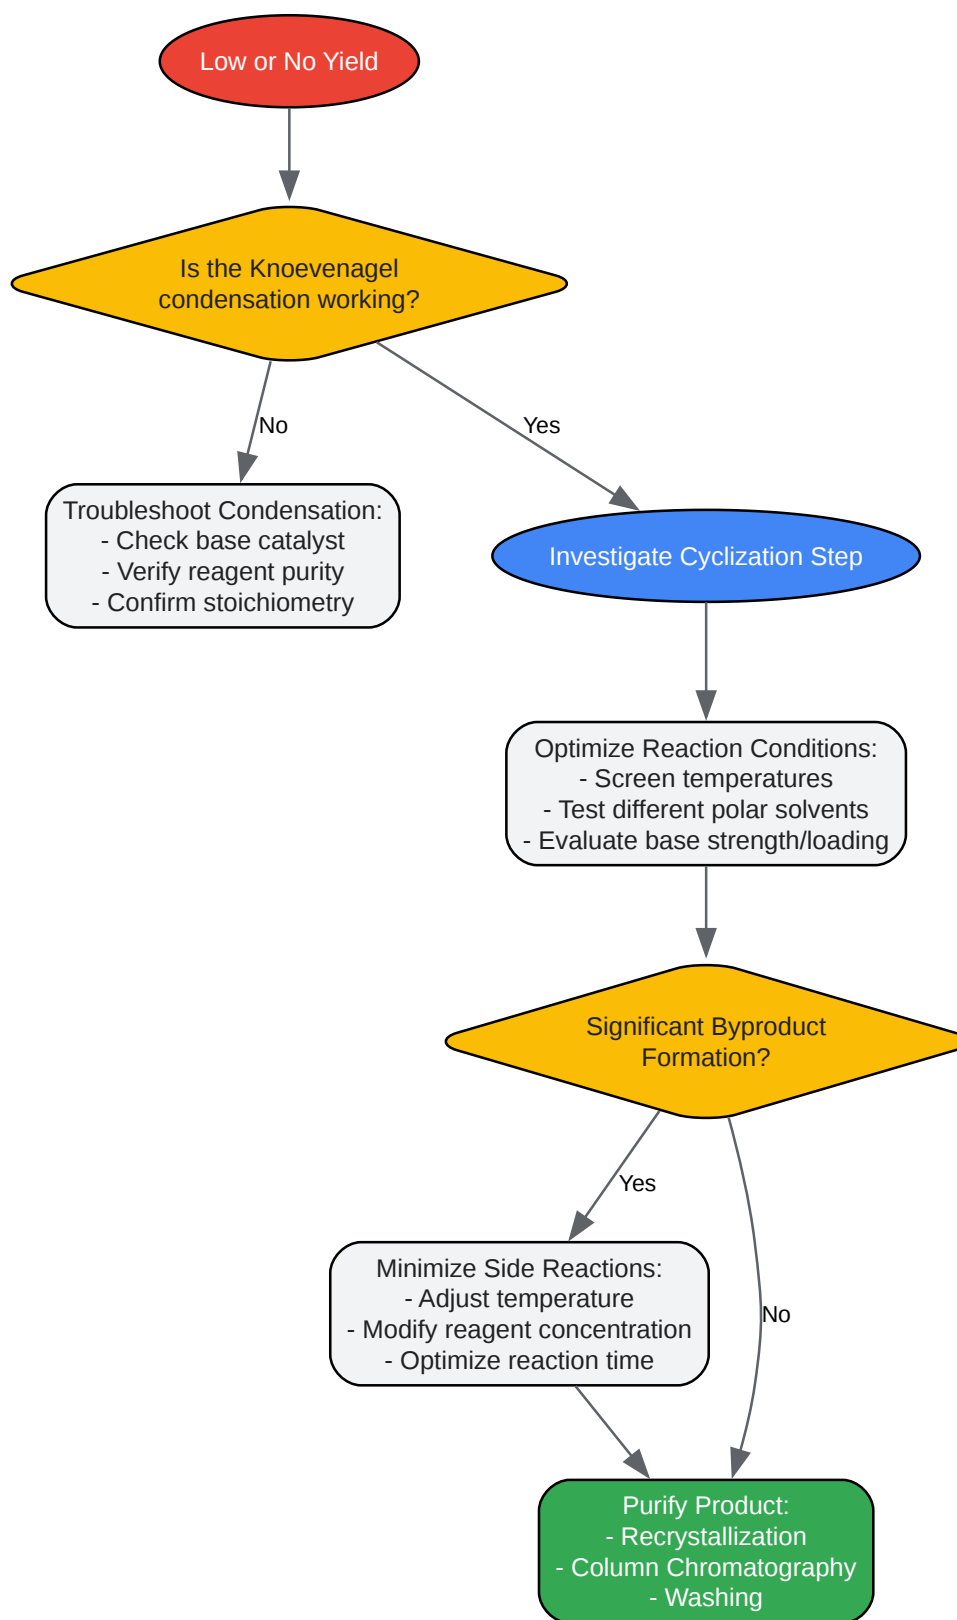 Low or No Yield
Is the Knoevenagel
condensation working?
No
Yes
Troubleshoot Condensation:
- Check base catalyst
- Verify reagent purity
- Confirm stoichiometry
Investigate Cyclization Step
Optimize Reaction Conditions:
- Screen temperatures
- Test different polar solvents
- Evaluate base strength/loading
Significant Byproduct
Formation?
Yes
No
Minimize Side Reactions:
- Adjust temperature
- Modify reagent concentration
- Optimize reaction time
Purify Product:
- Recrystallization
- Column Chromatography
- Washing